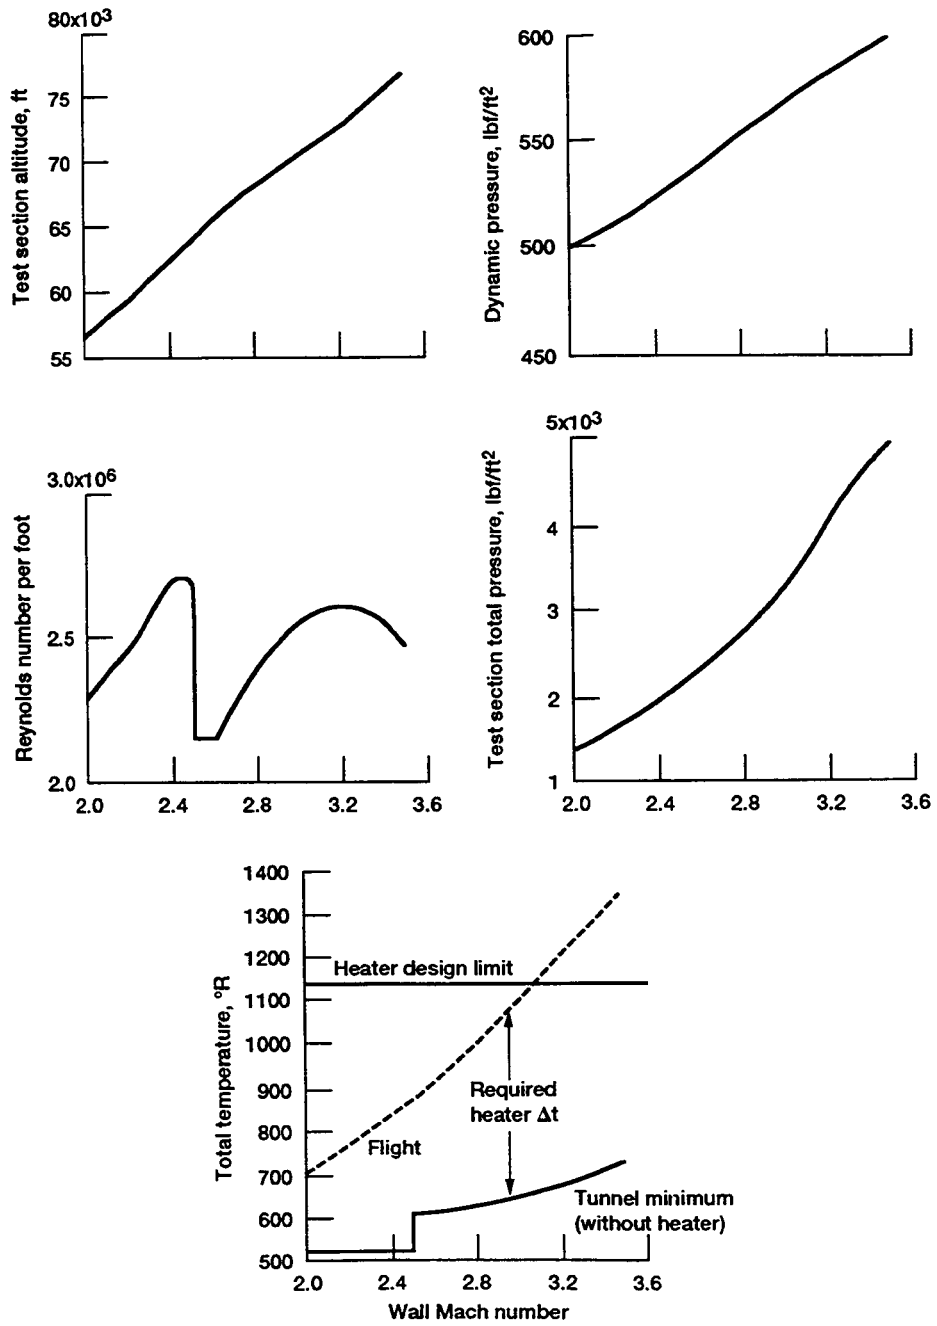 80x10³
75
70
65
60
55
Test section altitude, ft
600
550
500
450
Dynamic pressure, lbf/ft²
3.0x10⁶
2.5
2.0
Reynolds number per foot
2.0 2.4 2.8 3.2 3.6
5x10³
4
3
2
1
Test section total pressure, lbf/ft²
2.0 2.4 2.8 3.2 3.6
1400
1300
1200
1100
1000
900
800
700
600
500
Total temperature, °R
Heater design limit
Required
heater Δt
Flight
Tunnel minimum
(without heater)
2.0 2.4 2.8 3.2 3.6
Wall Mach number